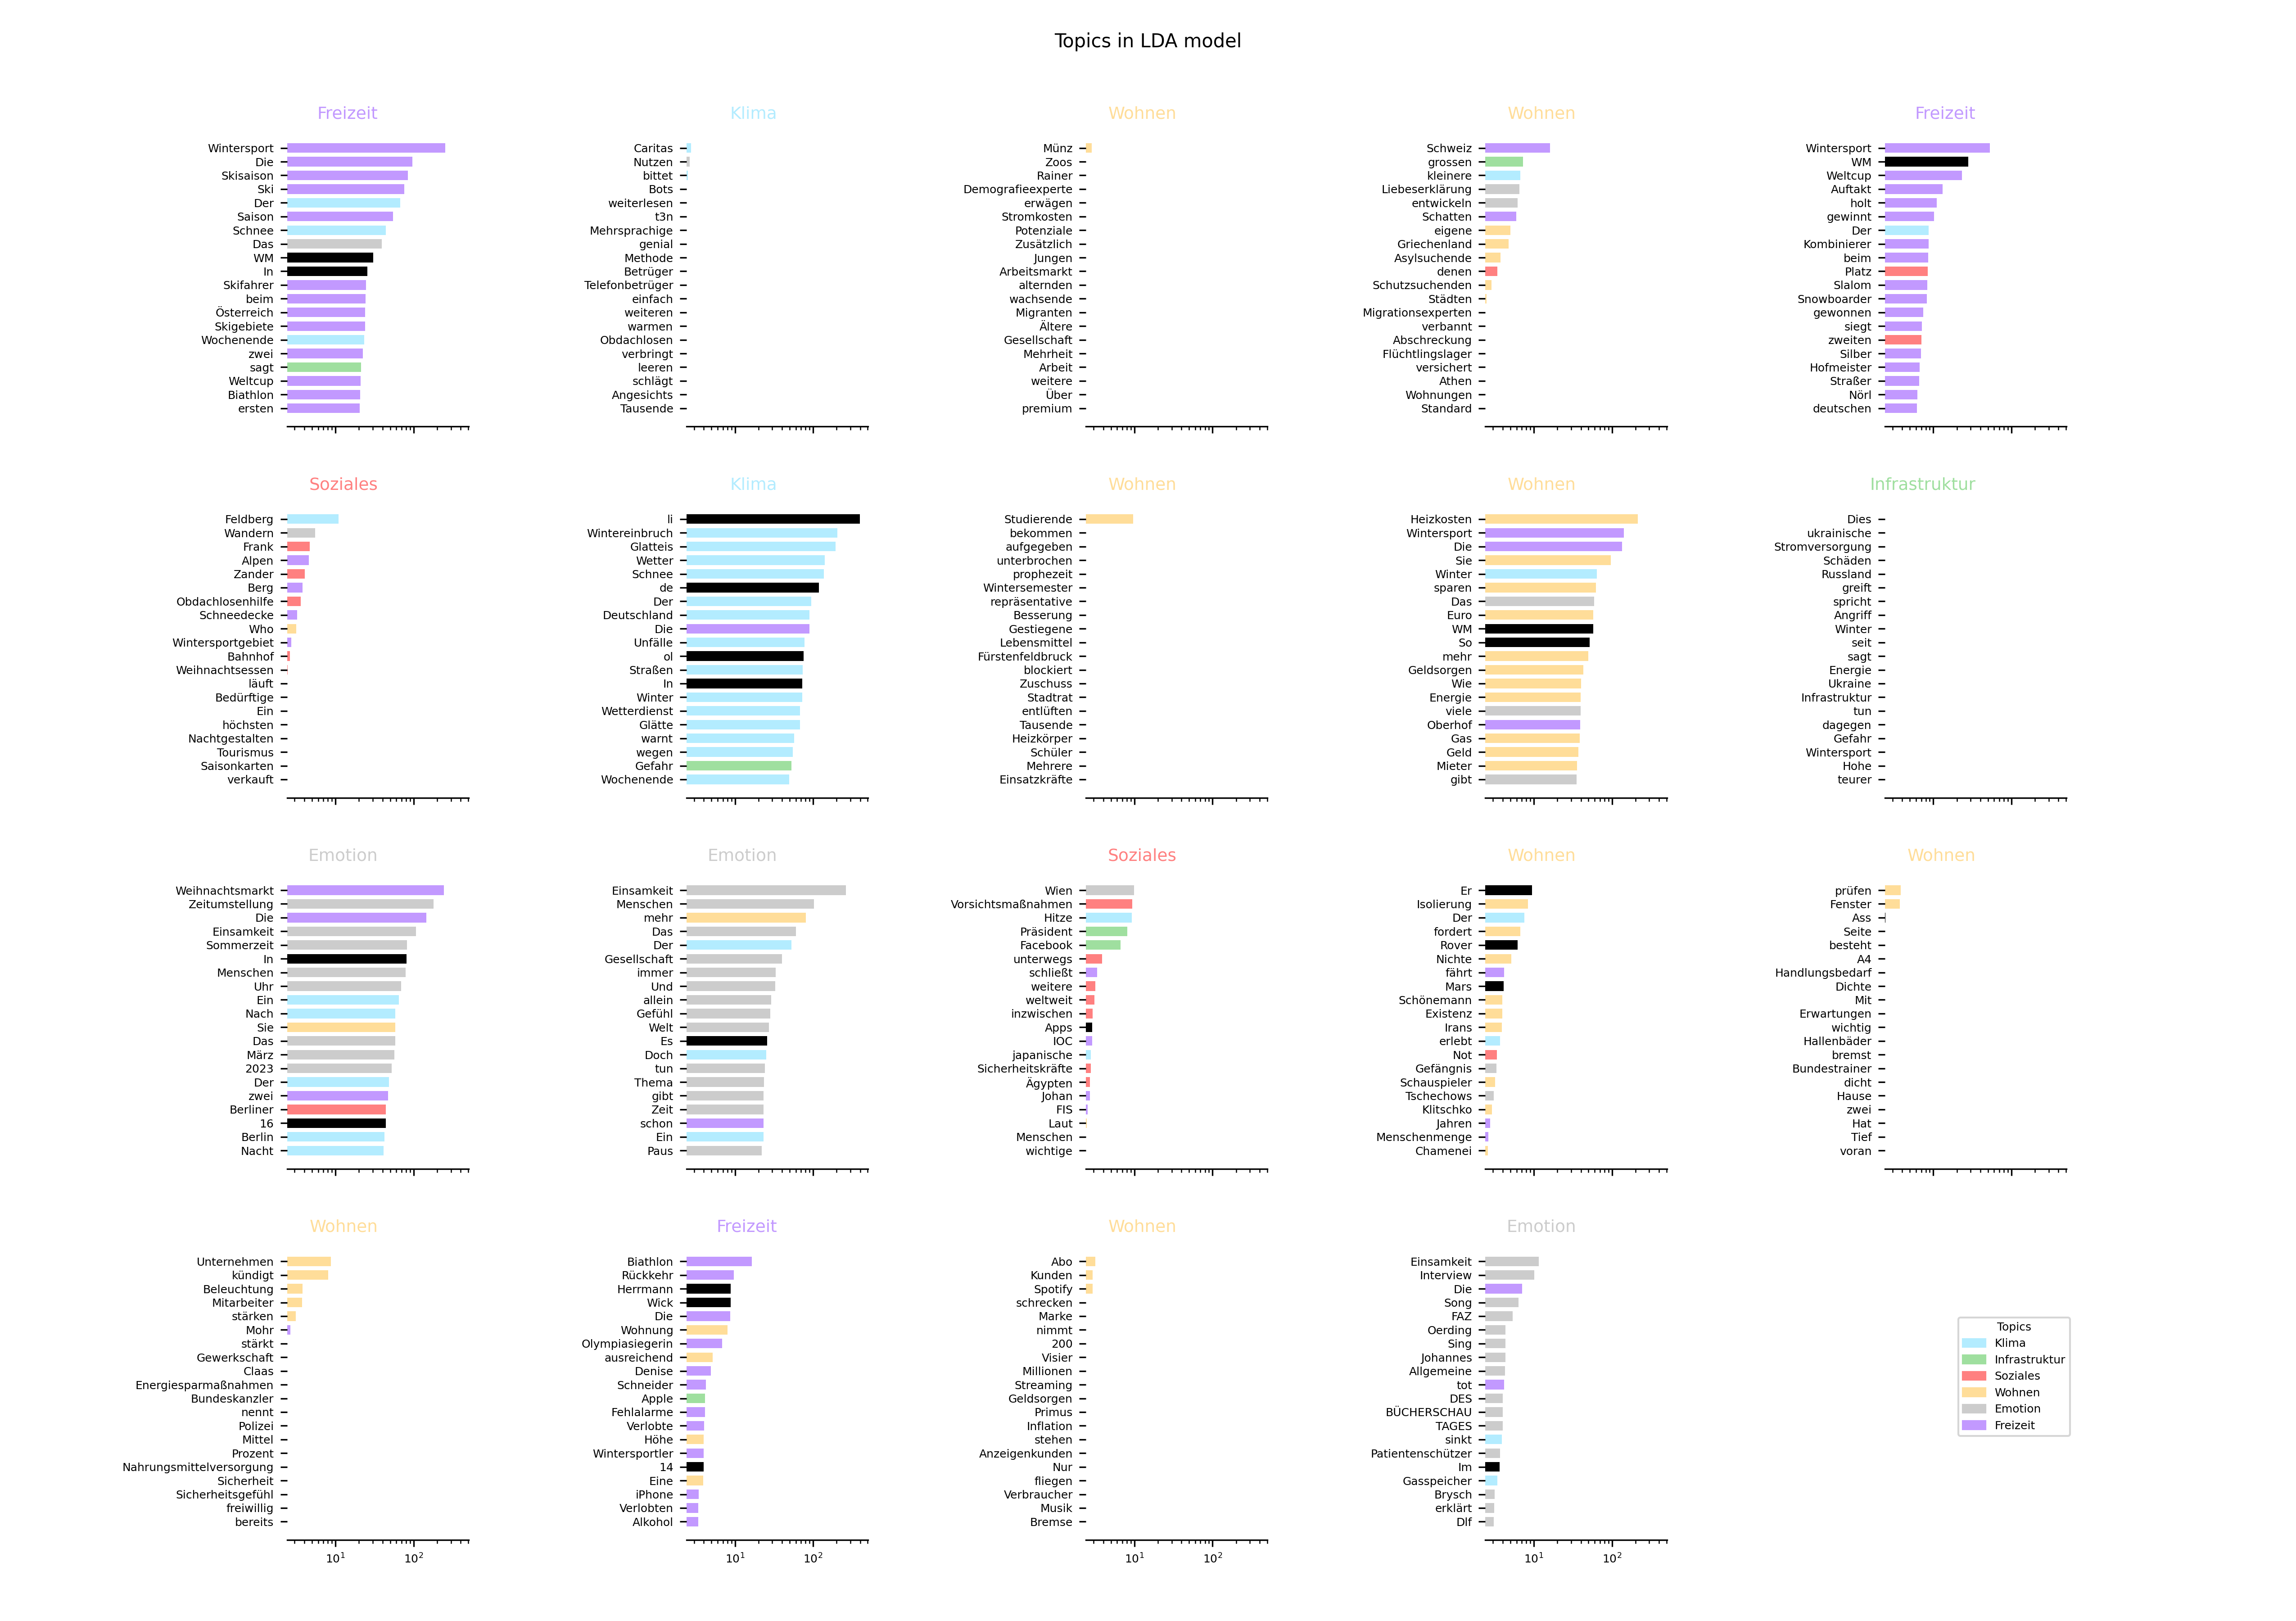 Topics in LDA model
Freizeit
Wintersport
Die
Skisaison
Ski
Der
Saison
Schnee
Das
WM
In
Skifahrer
beim
Österreich
Skigebiete
Wochenende
zwei
sagt
Weltcup
Biathlon
ersten
Klima
Caritas
Nutzen
bittet
Bots
weiterlesen
t3n
Mehrsprachige
genial
Methode
Betrüger
Telefonbetrüger
einfach
weiteren
warmen
Obdachlosen
verbringt
leeren
schlägt
Angesichts
Tausende
Wohnen
Münz
Zoos
Rainer
Demografieexperte
erwägen
Stromkosten
Potenziale
Zusätzlich
Jungen
Arbeitsmarkt
alternden
wachsende
Migranten
Ältere
Gesellschaft
Mehrheit
Arbeit
weitere
Über
premium
Wohnen
Schweiz
grossen
kleinere
Liebeserklärung
entwickeln
Schatten
eigene
Griechenland
Asylsuchende
denen
Schutzsuchenden
Städten
Migrationsexperten
verbannt
Abschreckung
Flüchtlingslager
versichert
Athen
Wohnungen
Standard
Freizeit
Wintersport
WM
Weltcup
Auftakt
holt
gewinnt
Der
Kombinierer
beim
Platz
Slalom
Snowboarder
gewonnen
siegt
zweiten
Silber
Hofmeister
Straßer
Nörl
deutschen
Soziales
Feldberg
Wandern
Frank
Alpen
Zander
Berg
Obdachlosenhilfe
Schneedecke
Who
Wintersportgebiet
Bahnhof
Weihnachtsessen
läuft
Bedürftige
Ein
höchsten
Nachtgestalten
Tourismus
Saisonkarten
verkauft
Klima
li
Wintereinbruch
Glatteis
Wetter
Schnee
de
Der
Deutschland
Die
Unfälle
ol
Straßen
In
Winter
Wetterdienst
Glätte
warnt
wegen
Gefahr
Wochenende
Wohnen
Studierende
bekommen
aufgegeben
unterbrochen
prophezeit
Wintersemester
repräsentative
Besserung
Gestiegene
Lebensmittel
Fürstenfeldbruck
blockiert
Zuschuss
Stadtrat
entlüften
Tausende
Heizkörper
Schüler
Mehrere
Einsatzkräfte
Wohnen
Heizkosten
Wintersport
Die
Sie
Winter
sparen
Das
Euro
WM
So
mehr
Geldsorgen
Wie
Energie
viele
Oberhof
Gas
Geld
Mieter
gibt
Infrastruktur
Dies
ukrainische
Stromversorgung
Schäden
Russland
greift
spricht
Angriff
Winter
seit
sagt
Energie
Ukraine
Infrastruktur
tun
dagegen
Gefahr
Wintersport
Hohe
teurer
Emotion
Weihnachtsmarkt
Zeitumstellung
Die
Einsamkeit
Sommerzeit
In
Menschen
Uhr
Ein
Nach
Sie
Das
März
2023
Der
zwei
Berliner
16
Berlin
Nacht
Emotion
Einsamkeit
Menschen
mehr
Das
Der
Gesellschaft
immer
Und
allein
Gefühl
Welt
Es
Doch
tun
Thema
gibt
Zeit
schon
Ein
Paus
Soziales
Wien
Vorsichtsmaßnahmen
Hitze
Präsident
Facebook
unterwegs
schließt
weitere
weltweit
inzwischen
Apps
IOC
japanische
Sicherheitskräfte
Ägypten
Johan
FIS
Laut
Menschen
wichtige
Wohnen
Er
Isolierung
Der
fordert
Rover
Nichte
fährt
Mars
Schönemann
Existenz
Irans
erlebt
Not
Gefängnis
Schauspieler
Tschechows
Klitschko
Jahren
Menschenmenge
Chamenei
Wohnen
prüfen
Fenster
Ass
Seite
besteht
A4
Handlungsbedarf
Dichte
Mit
Erwartungen
wichtig
Hallenbäder
bremst
Bundestrainer
dicht
Hause
zwei
Hat
Tief
voran
Wohnen
Unternehmen
kündigt
Beleuchtung
Mitarbeiter
stärken
Mohr
stärkt
Gewerkschaft
Claas
Energiesparmaßnahmen
Bundeskanzler
nennt
Polizei
Mittel
Prozent
Nahrungsmittelversorgung
Sicherheit
Sicherheitsgefühl
freiwillig
bereits
10¹ 10²
Freizeit
Biathlon
Rückkehr
Herrmann
Wick
Die
Wohnung
Olympiasiegerin
ausreichend
Denise
Schneider
Apple
Fehlalarme
Verlobte
Höhe
Wintersportler
14
Eine
iPhone
Verlobten
Alkohol
10¹ 10²
Wohnen
Abo
Kunden
Spotify
schrecken
Marke
nimmt
200
Visier
Millionen
Streaming
Geldsorgen
Primus
Inflation
stehen
Anzeigenkunden
Nur
fliegen
Verbraucher
Musik
Bremse
10¹ 10²
Emotion
Einsamkeit
Interview
Die
Song
FAZ
Oerding
Sing
Johannes
Allgemeine
tot
DES
BÜCHERSCHAU
TAGES
sinkt
Patientenschützer
Im
Gasspeicher
Brysch
erklärt
Dlf
10¹ 10²
Topics
Klima
Infrastruktur
Soziales
Wohnen
Emotion
Freizeit